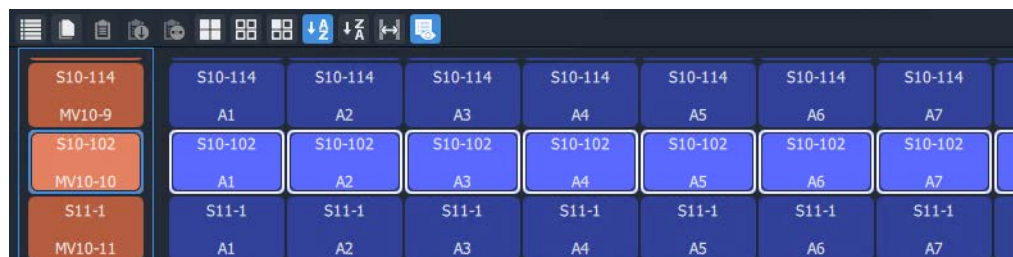 S10-114 S10-114 S10-114 S10-114 S10-114 S10-114 S10-114 S10-114
MV10-9 A1 A2 A3 A4 A5 A6 A7
S10-102 S10-102 S10-102 S10-102 S10-102 S10-102 S10-102 S10-102
MV10-10 A1 A2 A3 A4 A5 A6 A7
S11-1 S11-1 S11-1 S11-1 S11-1 S11-1 S11-1 S11-1
MV10-11 A1 A2 A3 A4 A5 A6 A7